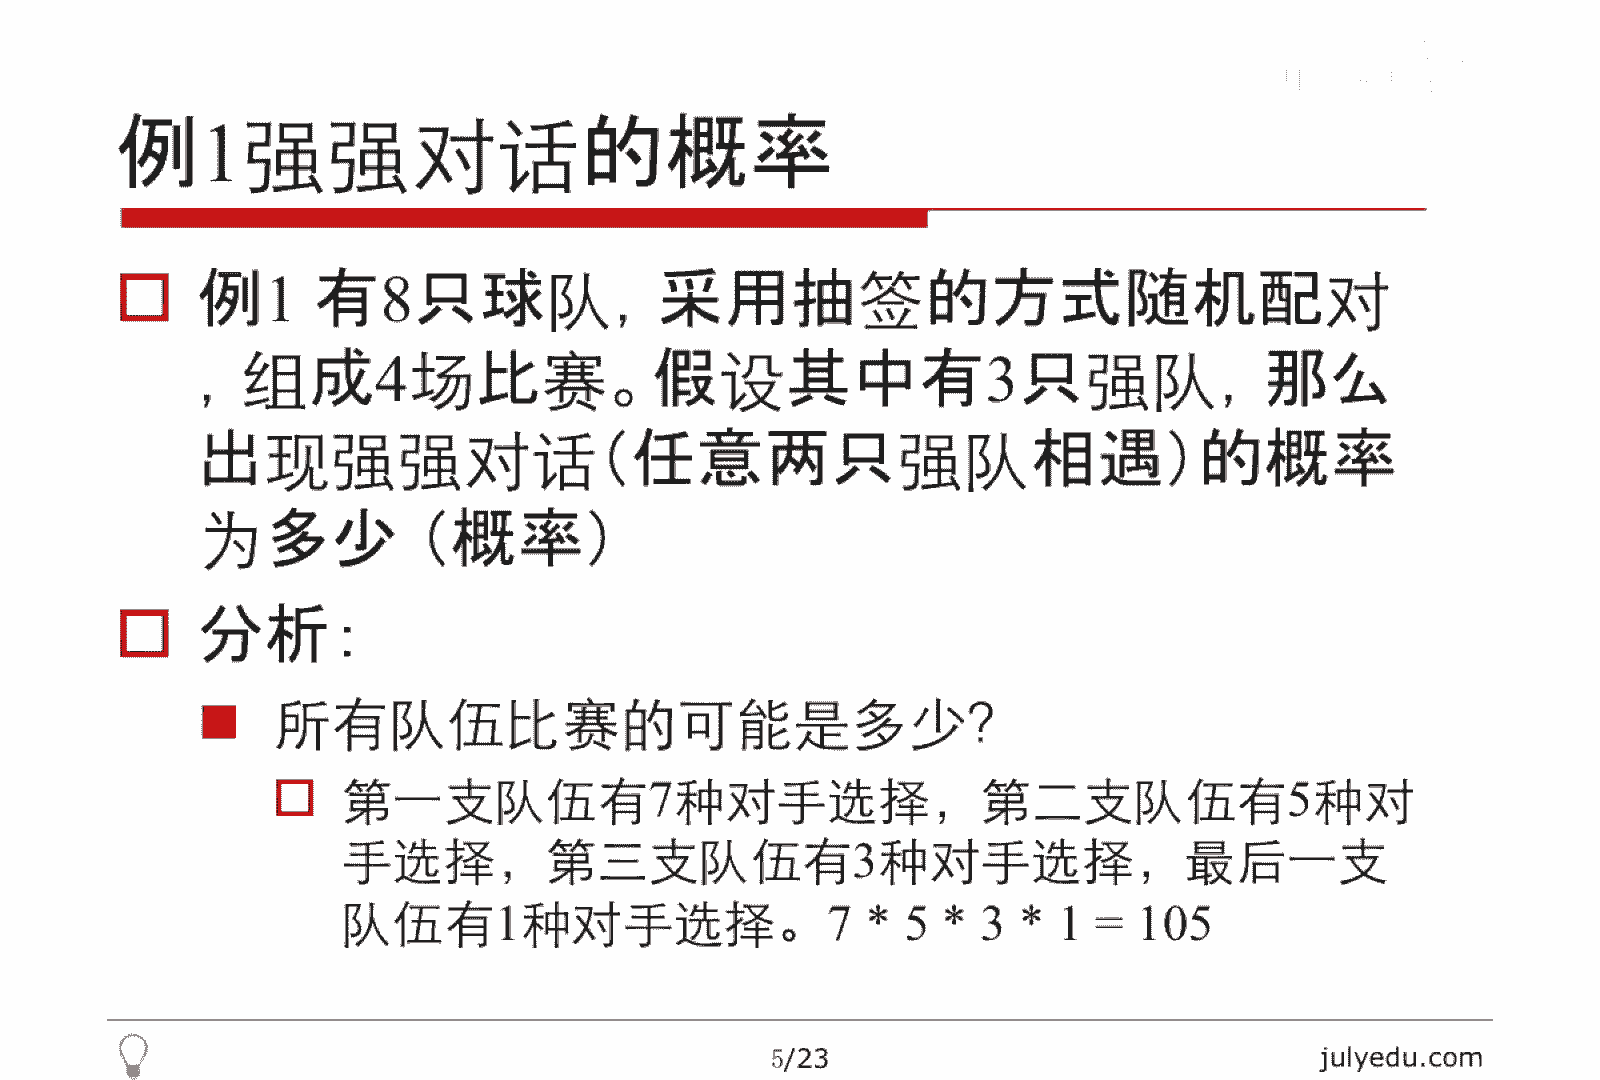 例1强强对话的概率
例1 有8只球队，采用抽签的方式随机配对
，组成4场比赛。假设其中有3只强队，那么
出现强强对话(任意两只强队相遇)的概率
为多少（概率）
分析：
所有队伍比赛的可能是多少？
第一支队伍有7种对手选择，第二支队伍有5种对
手选择，第三支队伍有3种对手选择，最后一支
队伍有1种对手选择。7 * 5 * 3 * 1 = 105
5/23
julyedu.com